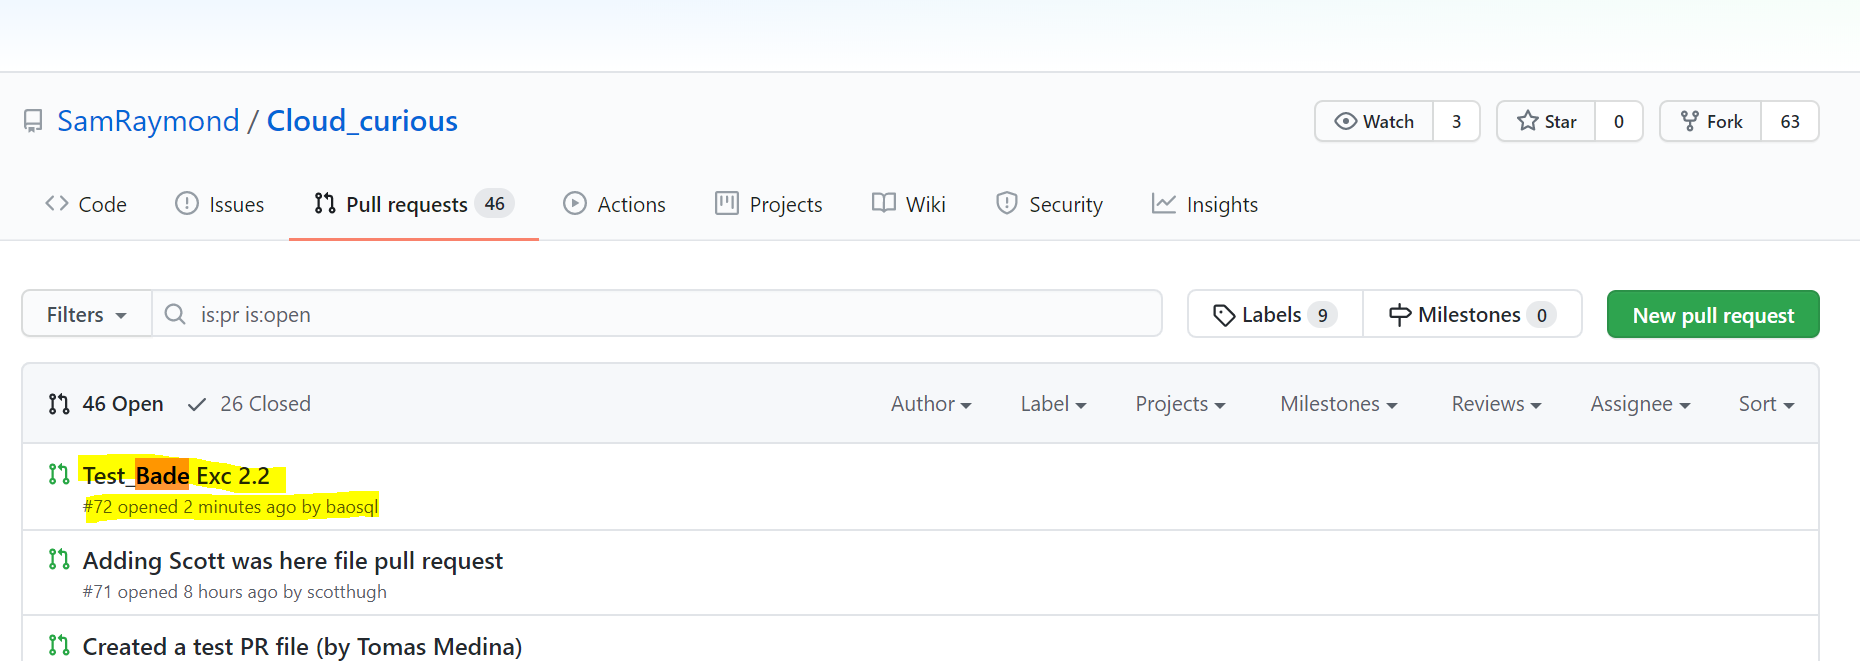 SamRaymond / Cloud_curious
Watch 3 Star 0 Fork 63
Code Issues Pull requests 46 Actions Projects Wiki Security Insights
Filters is:pr is:open Labels 9 Milestones 0 New pull request
46 Open 26 Closed Author Label Projects Milestones Reviews Assignee Sort
Test_Bade Exc 2.2
#72 opened 2 minutes ago by baosql
Adding Scott was here file pull request
#71 opened 8 hours ago by scotthugh
Created a test PR file (by Tomas Medina)